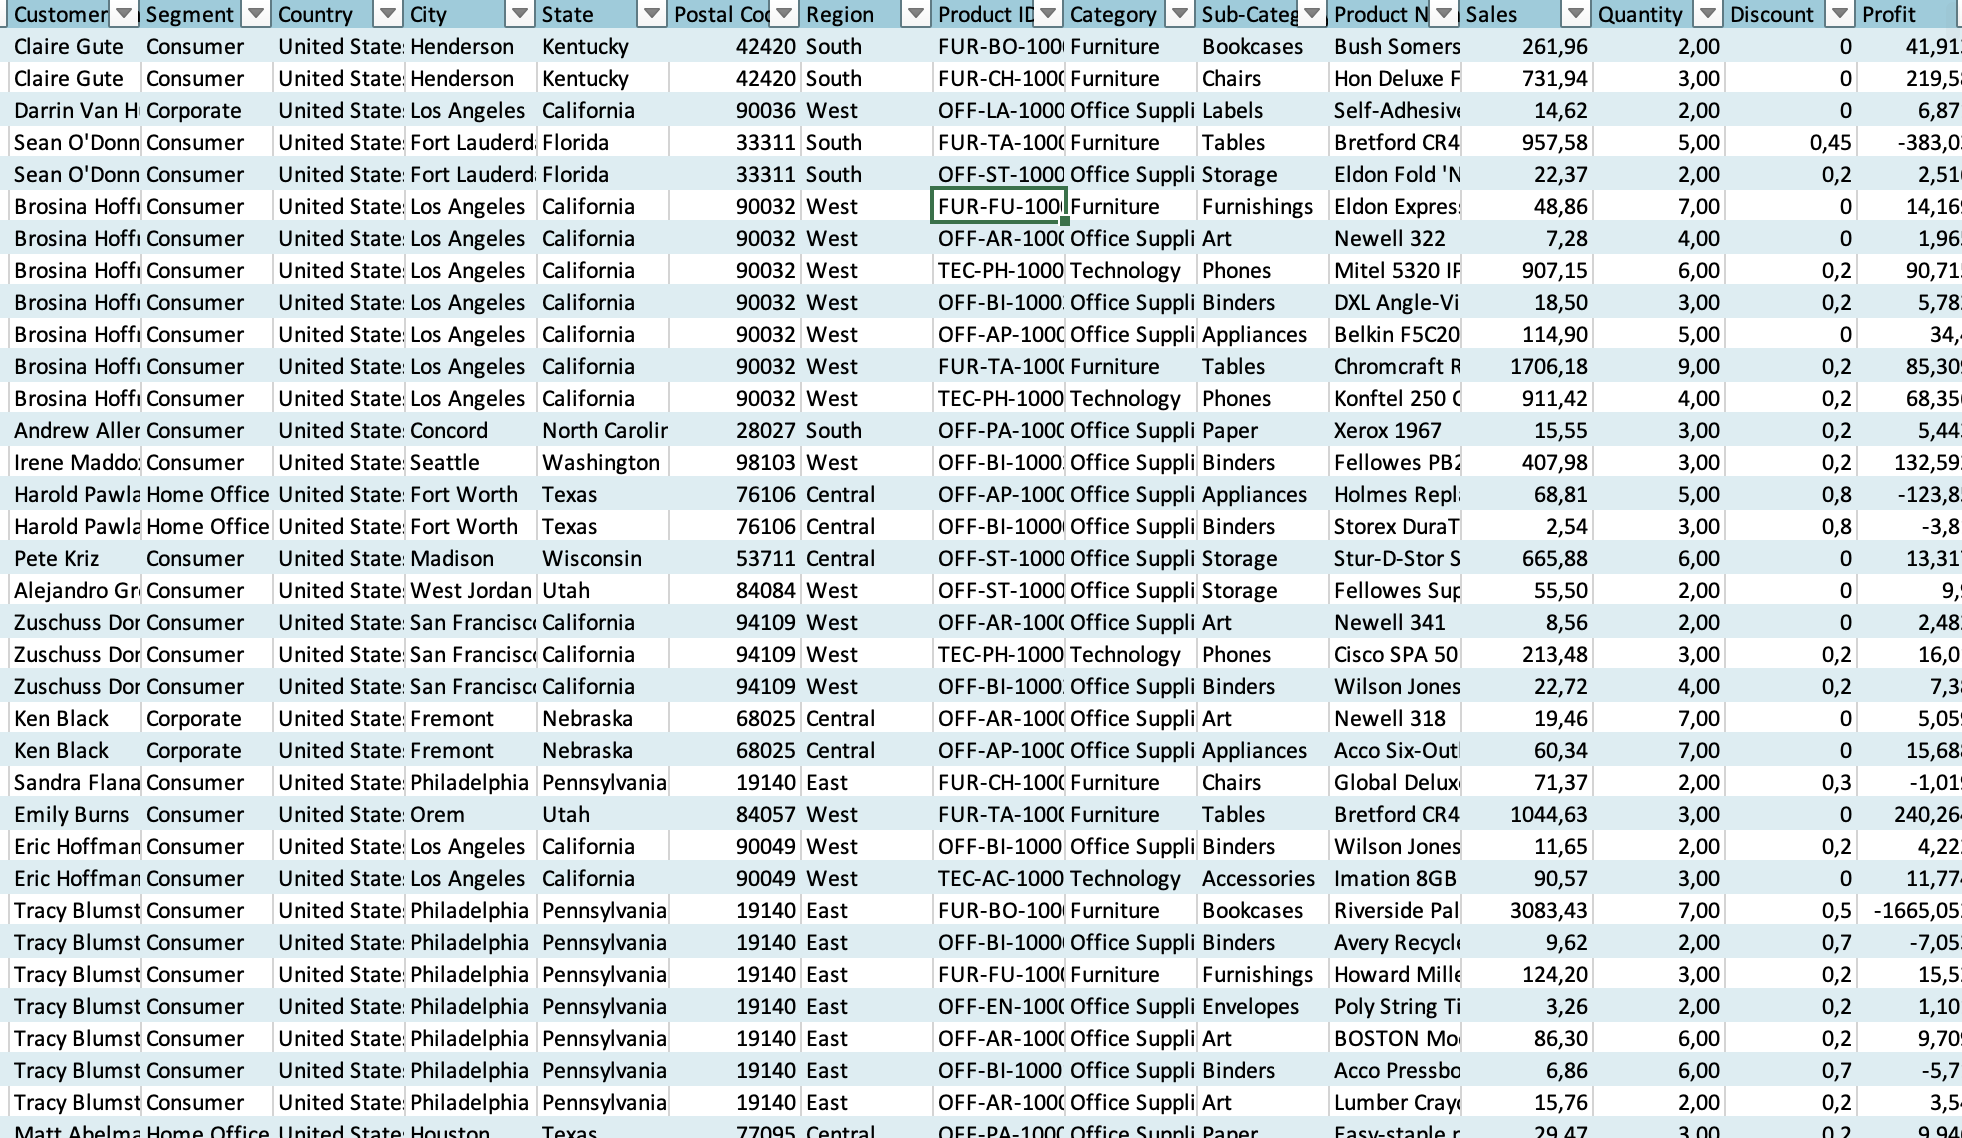 Customer Segment Country City State Postal Co Region Product ID Category Sub-Categ Product N Sales Quantity Discount Profit
Claire Gute Consumer United State Henderson Kentucky 42420 South FUR-BO-100 Furniture Bookcases Bush Somers 261,96 2,00 0 41,91
Claire Gute Consumer United State Henderson Kentucky 42420 South FUR-CH-1000 Furniture Chairs Hon Deluxe F 731,94 3,00 0 219,5
Darrin Van H Corporate United State Los Angeles California 90036 West OFF-LA-1000 Office Suppli Labels Self-Adhesive 14,62 2,00 0 6,87
Sean O'Donn Consumer United State Fort Lauderd Florida 33311 South FUR-TA-1000 Furniture Tables Bretford CR4 957,58 5,00 0,45 -383,0
Sean O'Donn Consumer United State Fort Lauderd Florida 33311 South OFF-ST-1000 Office Suppli Storage Eldon Fold 'N 22,37 2,00 0,2 2,51
Brosina Hoff Consumer United State Los Angeles California 90032 West FUR-FU-100 Furniture Furnishings Eldon Expres 48,86 7,00 0 14,16
Brosina Hoff Consumer United State Los Angeles California 90032 West OFF-AR-1000 Office Suppli Art Newell 322 7,28 4,00 0 1,96
Brosina Hoff Consumer United State Los Angeles California 90032 West TEC-PH-1000 Technology Phones Mitel 5320 IP 907,15 6,00 0,2 90,71
Brosina Hoff Consumer United State Los Angeles California 90032 West OFF-BI-1000 Office Suppli Binders DXL Angle-Vi 18,50 3,00 0,2 5,78
Brosina Hoff Consumer United State Los Angeles California 90032 West OFF-AP-1000 Office Suppli Appliances Belkin F5C20 114,90 5,00 0 34,
Brosina Hoff Consumer United State Los Angeles California 90032 West FUR-TA-1000 Furniture Tables Chromcraft R 1706,18 9,00 0,2 85,30
Brosina Hoff Consumer United State Los Angeles California 90032 West TEC-PH-1000 Technology Phones Konftel 250 C 911,42 4,00 0,2 68,35
Andrew Aller Consumer United State Concord North Carolir 28027 South OFF-PA-1000 Office Suppli Paper Xerox 1967 15,55 3,00 0,2 5,44
Irene Maddo Consumer United State Seattle Washington 98103 West OFF-BI-1000 Office Suppli Binders Fellowes PB2 407,98 3,00 0,2 132,59
Harold Pawla Home Office United State Fort Worth Texas 76106 Central OFF-AP-1000 Office Suppli Appliances Holmes Repl 68,81 5,00 0,8 -123,8
Harold Pawla Home Office United State Fort Worth Texas 76106 Central OFF-BI-1000 Office Suppli Binders Storex DuraT 2,54 3,00 0,8 -3,8
Pete Kriz Consumer United State Madison Wisconsin 53711 Central OFF-ST-1000 Office Suppli Storage Stur-D-Stor S 665,88 6,00 0 13,31
Alejandro Gr Consumer United State West Jordan Utah 84084 West OFF-ST-1000 Office Suppli Storage Fellowes Sup 55,50 2,00 0 9,
Zuschuss Dor Consumer United State San Francisc California 94109 West OFF-AR-1000 Office Suppli Art Newell 341 8,56 2,00 0 2,48
Zuschuss Dor Consumer United State San Francisc California 94109 West TEC-PH-1000 Technology Phones Cisco SPA 50 213,48 3,00 0,2 16,0
Zuschuss Dor Consumer United State San Francisc California 94109 West OFF-BI-1000 Office Suppli Binders Wilson Jones 22,72 4,00 0,2 7,3
Ken Black Corporate United State Fremont Nebraska 68025 Central OFF-AR-1000 Office Suppli Art Newell 318 19,46 7,00 0 5,05
Ken Black Corporate United State Fremont Nebraska 68025 Central OFF-AP-1000 Office Suppli Appliances Acco Six-Out 60,34 7,00 0 15,68
Sandra Flana Consumer United State Philadelphia Pennsylvania 19140 East FUR-CH-1000 Furniture Chairs Global Delux 71,37 2,00 0,3 -1,01
Emily Burns Consumer United State Orem Utah 84057 West FUR-TA-1000 Furniture Tables Bretford CR4 1044,63 3,00 0 240,26
Eric Hoffman Consumer United State Los Angeles California 90049 West OFF-BI-1000 Office Suppli Binders Wilson Jones 11,65 2,00 0,2 4,22
Eric Hoffman Consumer United State Los Angeles California 90049 West TEC-AC-1000 Technology Accessories Imation 8GB 90,57 3,00 0 11,77
Tracy Blumst Consumer United State Philadelphia Pennsylvania 19140 East FUR-BO-100 Furniture Bookcases Riverside Pal 3083,43 7,00 0,5 -1665,05
Tracy Blumst Consumer United State Philadelphia Pennsylvania 19140 East OFF-BI-1000 Office Suppli Binders Avery Recycle 9,62 2,00 0,7 -7,05
Tracy Blumst Consumer United State Philadelphia Pennsylvania 19140 East FUR-FU-1000 Furniture Furnishings Howard Mille 124,20 3,00 0,2 15,5
Tracy Blumst Consumer United State Philadelphia Pennsylvania 19140 East OFF-EN-1000 Office Suppli Envelopes Poly String Ti 3,26 2,00 0,2 1,10
Tracy Blumst Consumer United State Philadelphia Pennsylvania 19140 East OFF-AR-1000 Office Suppli Art BOSTON Mo 86,30 6,00 0,2 9,70
Tracy Blumst Consumer United State Philadelphia Pennsylvania 19140 East OFF-BI-1000 Office Suppli Binders Acco Pressbo 6,86 6,00 0,7 -5,7
Tracy Blumst Consumer United State Philadelphia Pennsylvania 19140 East OFF-AR-1000 Office Suppli Art Lumber Cray 15,76 2,00 0,2 3,5
Matt Abelma Home Office United State Houston Texas 77095 Central OFF-PA-1000 Office Suppli Paper Easy-staple 29,47 3,00 0,2 9,94